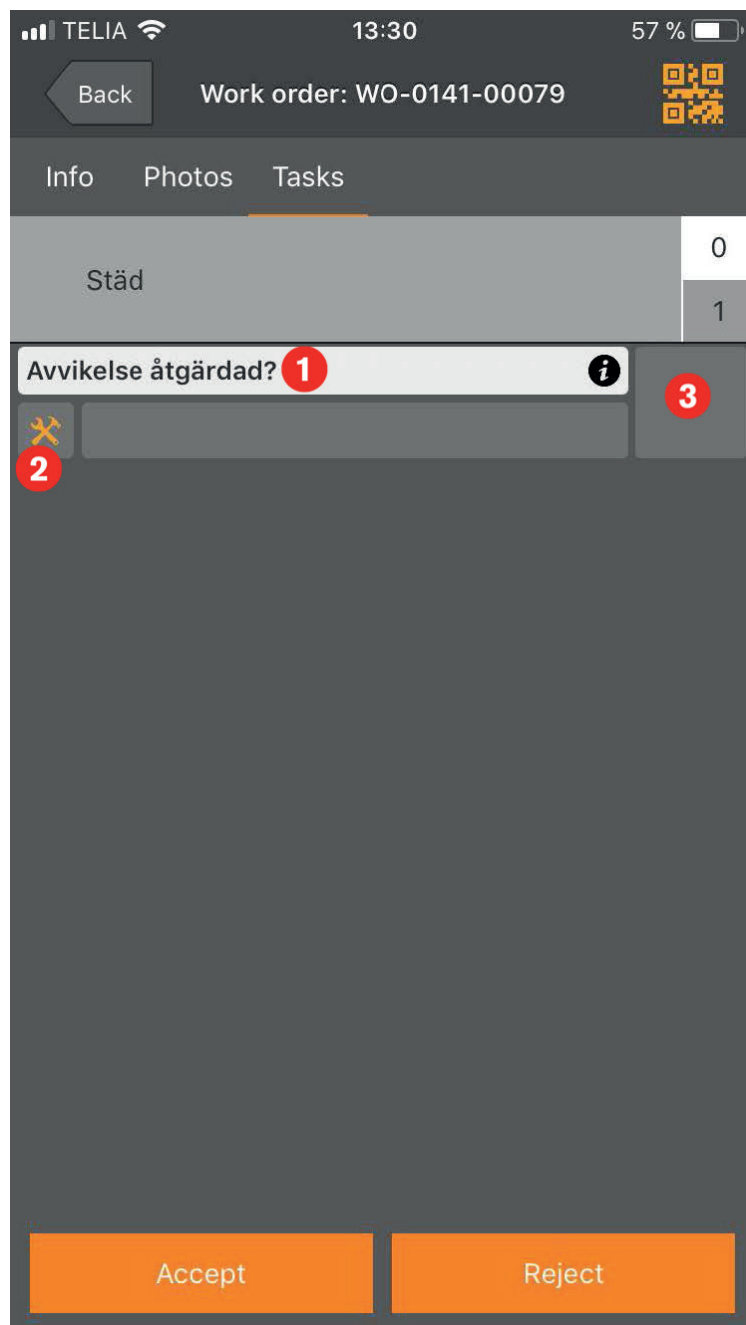 TELIA 13:30 57 %
Back Work order: WO-0141-00079
Info Photos Tasks
0
Städ
1
Avvikelse åtgärdad? 1 i
3
2
Accept Reject